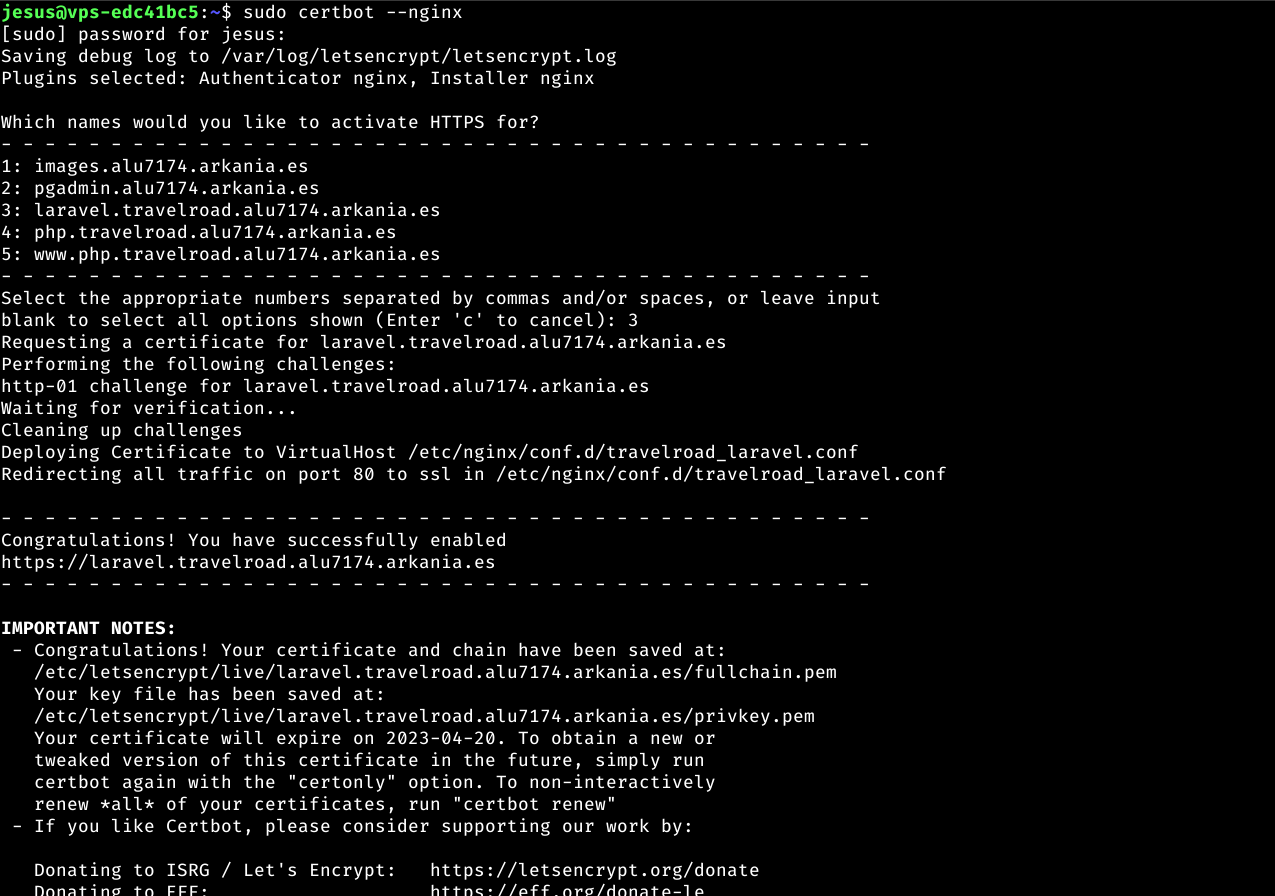 jesus@vps-edc41bc5:~$ sudo certbot --nginx
[sudo] password for jesus:
Saving debug log to /var/log/letsencrypt/letsencrypt.log
Plugins selected: Authenticator nginx, Installer nginx
Which names would you like to activate HTTPS for?
- - - - - - - - - - - - - - - - - - - - - - - - - - - - - - - - - - - - - - - -
1: images.alu7174.arkania.es
2: pgadmin.alu7174.arkania.es
3: laravel.travelroad.alu7174.arkania.es
4: php.travelroad.alu7174.arkania.es
5: www.php.travelroad.alu7174.arkania.es
- - - - - - - - - - - - - - - - - - - - - - - - - - - - - - - - - - - - - - - -
Select the appropriate numbers separated by commas and/or spaces, or leave input
blank to select all options shown (Enter 'c' to cancel): 3
Requesting a certificate for laravel.travelroad.alu7174.arkania.es
Performing the following challenges:
http-01 challenge for laravel.travelroad.alu7174.arkania.es
Waiting for verification...
Cleaning up challenges
Deploying Certificate to VirtualHost /etc/nginx/conf.d/travelroad_laravel.conf
Redirecting all traffic on port 80 to ssl in /etc/nginx/conf.d/travelroad_laravel.conf
- - - - - - - - - - - - - - - - - - - - - - - - - - - - - - - - - - - - - - - -
Congratulations! You have successfully enabled
https://laravel.travelroad.alu7174.arkania.es
- - - - - - - - - - - - - - - - - - - - - - - - - - - - - - - - - - - - - - - -
IMPORTANT NOTES:
- Congratulations! Your certificate and chain have been saved at:
/etc/letsencrypt/live/laravel.travelroad.alu7174.arkania.es/fullchain.pem
Your key file has been saved at:
/etc/letsencrypt/live/laravel.travelroad.alu7174.arkania.es/privkey.pem
Your certificate will expire on 2023-04-20. To obtain a new or
tweaked version of this certificate in the future, simply run
certbot again with the "certonly" option. To non-interactively
renew *all* of your certificates, run "certbot renew"
- If you like Certbot, please consider supporting our work by:
Donating to ISRG / Let's Encrypt: https://letsencrypt.org/donate
Donating to EFF: https://eff.org/donate-le